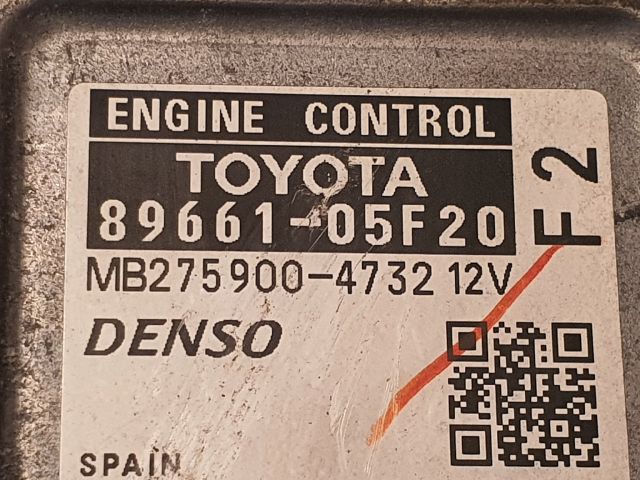 ENGINE CONTROL
TOYOTA
89661-05F20
F2
MB275900-4732 12V
DENSO
SPAIN